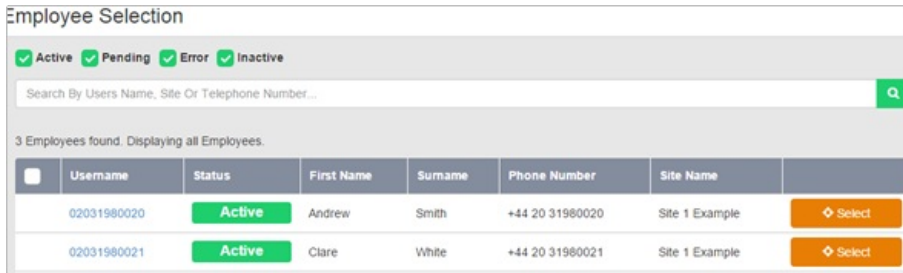 Employee Selection
Active Pending Error Inactive
Search By Users Name, Site Or Telephone Number...
3 Employees found. Displaying all Employees.
Username Status First Name Surname Phone Number Site Name
02031980020 Active Andrew Smith +44 20 31980020 Site 1 Example Select
02031980021 Active Clare White +44 20 31980021 Site 1 Example Select